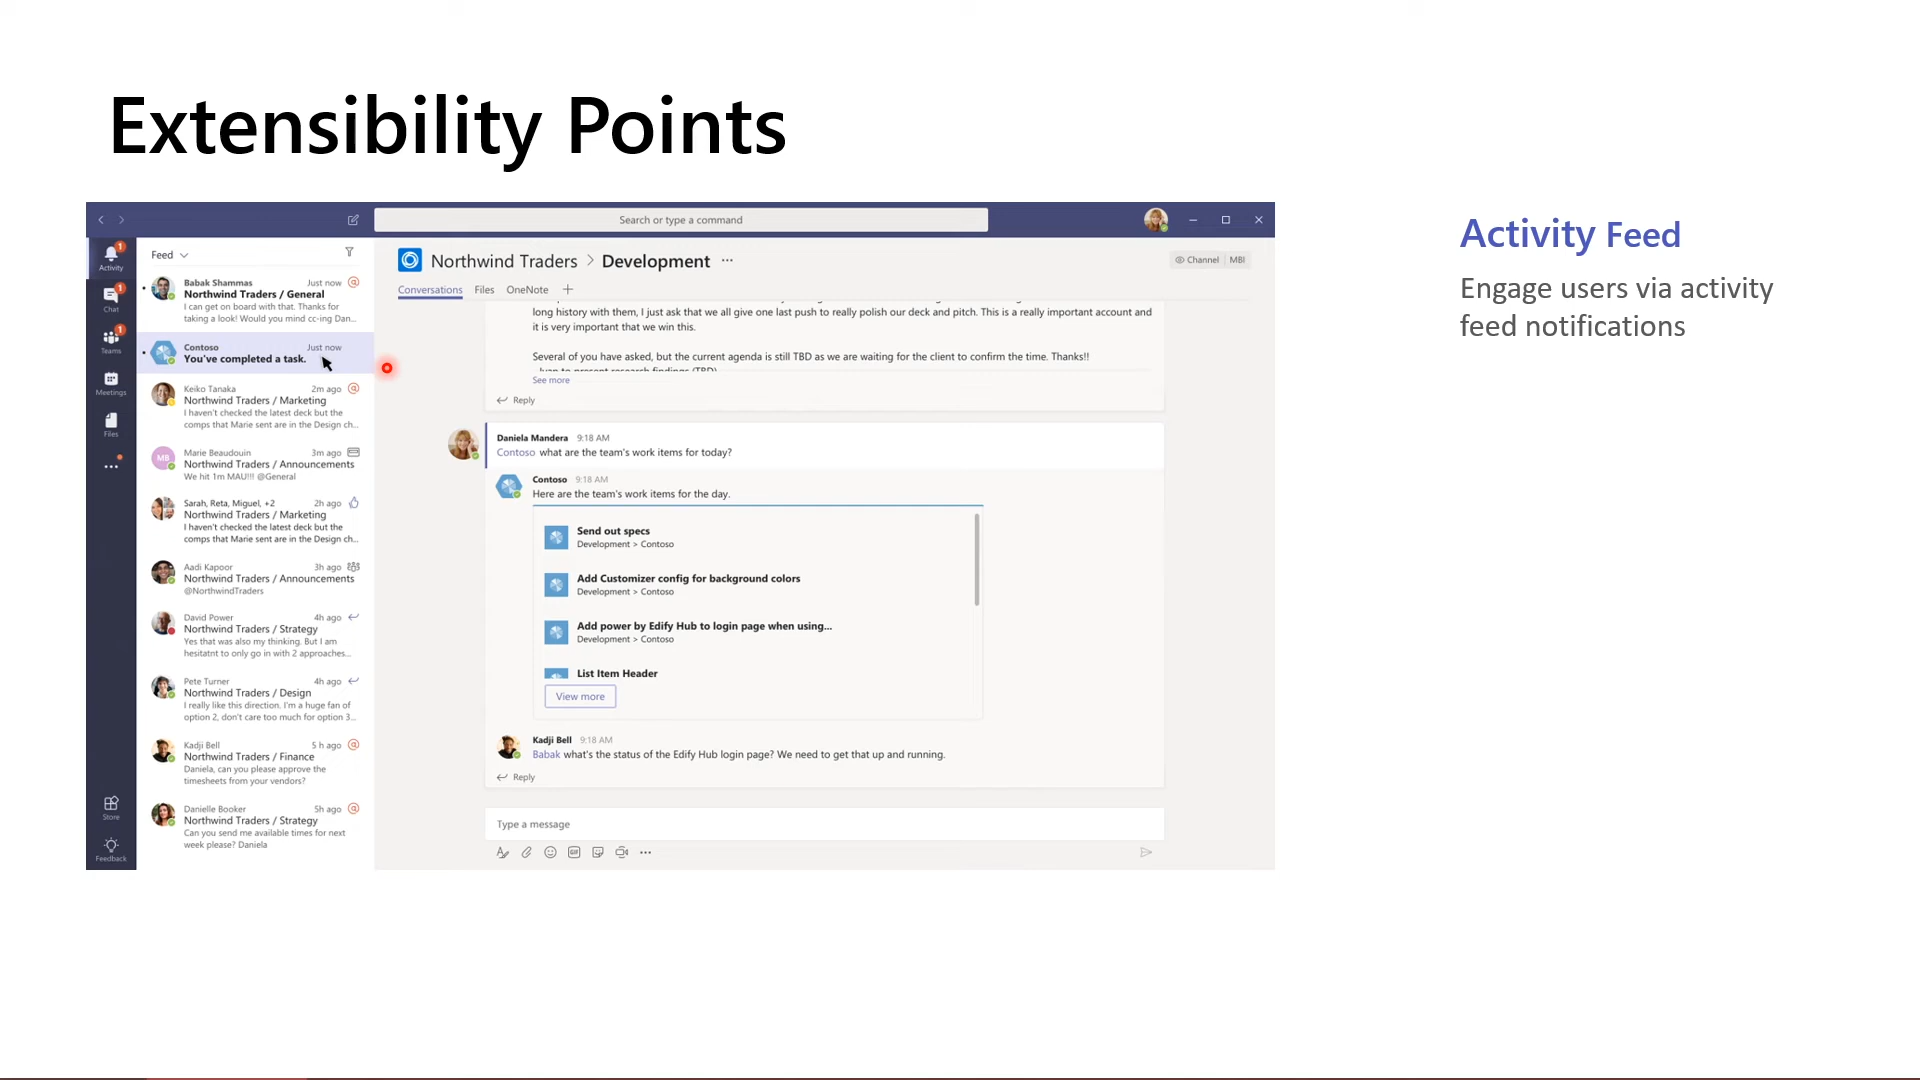 Extensibility Points
Search or type a command
Activity
Chat
Teams
Meetings
Files
Store
Feedback
1
1
1
Feed
Babak Shammas Just now
Northwind Traders / General
I can get on board with that. Thanks for
taking a look! Would you mind cc-ing Dan...
Contoso Just now
You've completed a task.
Keiko Tanaka 2m ago
Northwind Traders / Marketing
I haven't checked the latest deck but the
comps that Marie sent are in the Design ch...
MB
Marie Beaudouin 3m ago
Northwind Traders / Announcements
We hit 1m MAU!!! @General
Sarah, Reta, Miguel, +2 2h ago
Northwind Traders / Marketing
I haven't checked the latest deck but the
comps that Marie sent are in the Design ch...
Aadi Kapoor 3h ago
Northwind Traders / Announcements
@NorthwindTraders
David Power 4h ago
Northwind Traders / Strategy
Yes that was also my thinking. But I am
hesitatnt to only go in with 2 approaches...
Pete Turner 4h ago
Northwind Traders / Design
I really like this direction. I'm a huge fan of
option 2, don't care too much for option 3...
Kadji Bell 5 h ago
Northwind Traders / Finance
Daniela, can you please approve the
timesheets from your vendors?
Danielle Booker 5h ago
Northwind Traders / Strategy
Can you send me available times for next
week please? Daniela
Northwind Traders > Development ...
Channel MBI
Conversations Files OneNote +
long history with them, I just ask that we all give one last push to really polish our deck and pitch. This is a really important account and
it is very important that we win this.
Several of you have asked, but the current agenda is still TBD as we are waiting for the client to confirm the time. Thanks!!
See more
Reply
Daniela Mandera 9:18 AM
Contoso what are the team's work items for today?
Contoso 9:18 AM
Here are the team's work items for the day.
Send out specs
Development > Contoso
Add Customizer config for background colors
Development > Contoso
Add power by Edify Hub to login page when using...
Development > Contoso
List Item Header
View more
Kadji Bell 9:18 AM
Babak what's the status of the Edify Hub login page? We need to get that up and running.
Reply
Type a message
Activity Feed
Engage users via activity
feed notifications